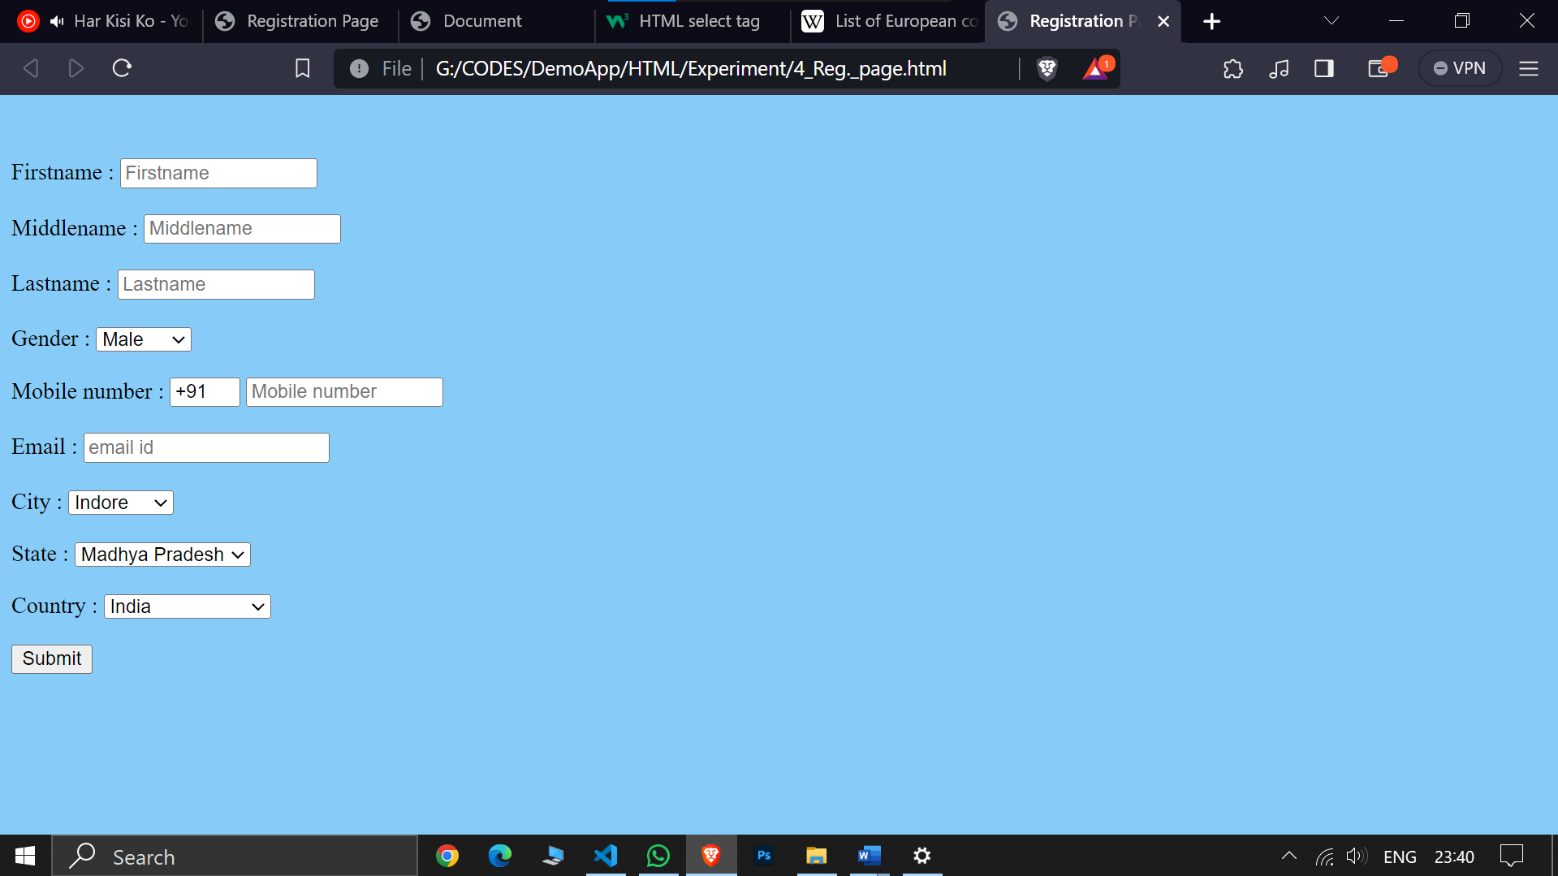 Har Kisi Ko - Yo
Registration Page
Document
HTML select tag
List of European co
Registration P
File
G:/CODES/DemoApp/HTML/Experiment/4_Reg._page.html
1
VPN
Firstname : Firstname
Middlename : Middlename
Lastname : Lastname
Gender : Male
Mobile number : +91 Mobile number
Email : email id
City : Indore
State : Madhya Pradesh
Country : India
Submit
Search
Ps
ENG
23:40